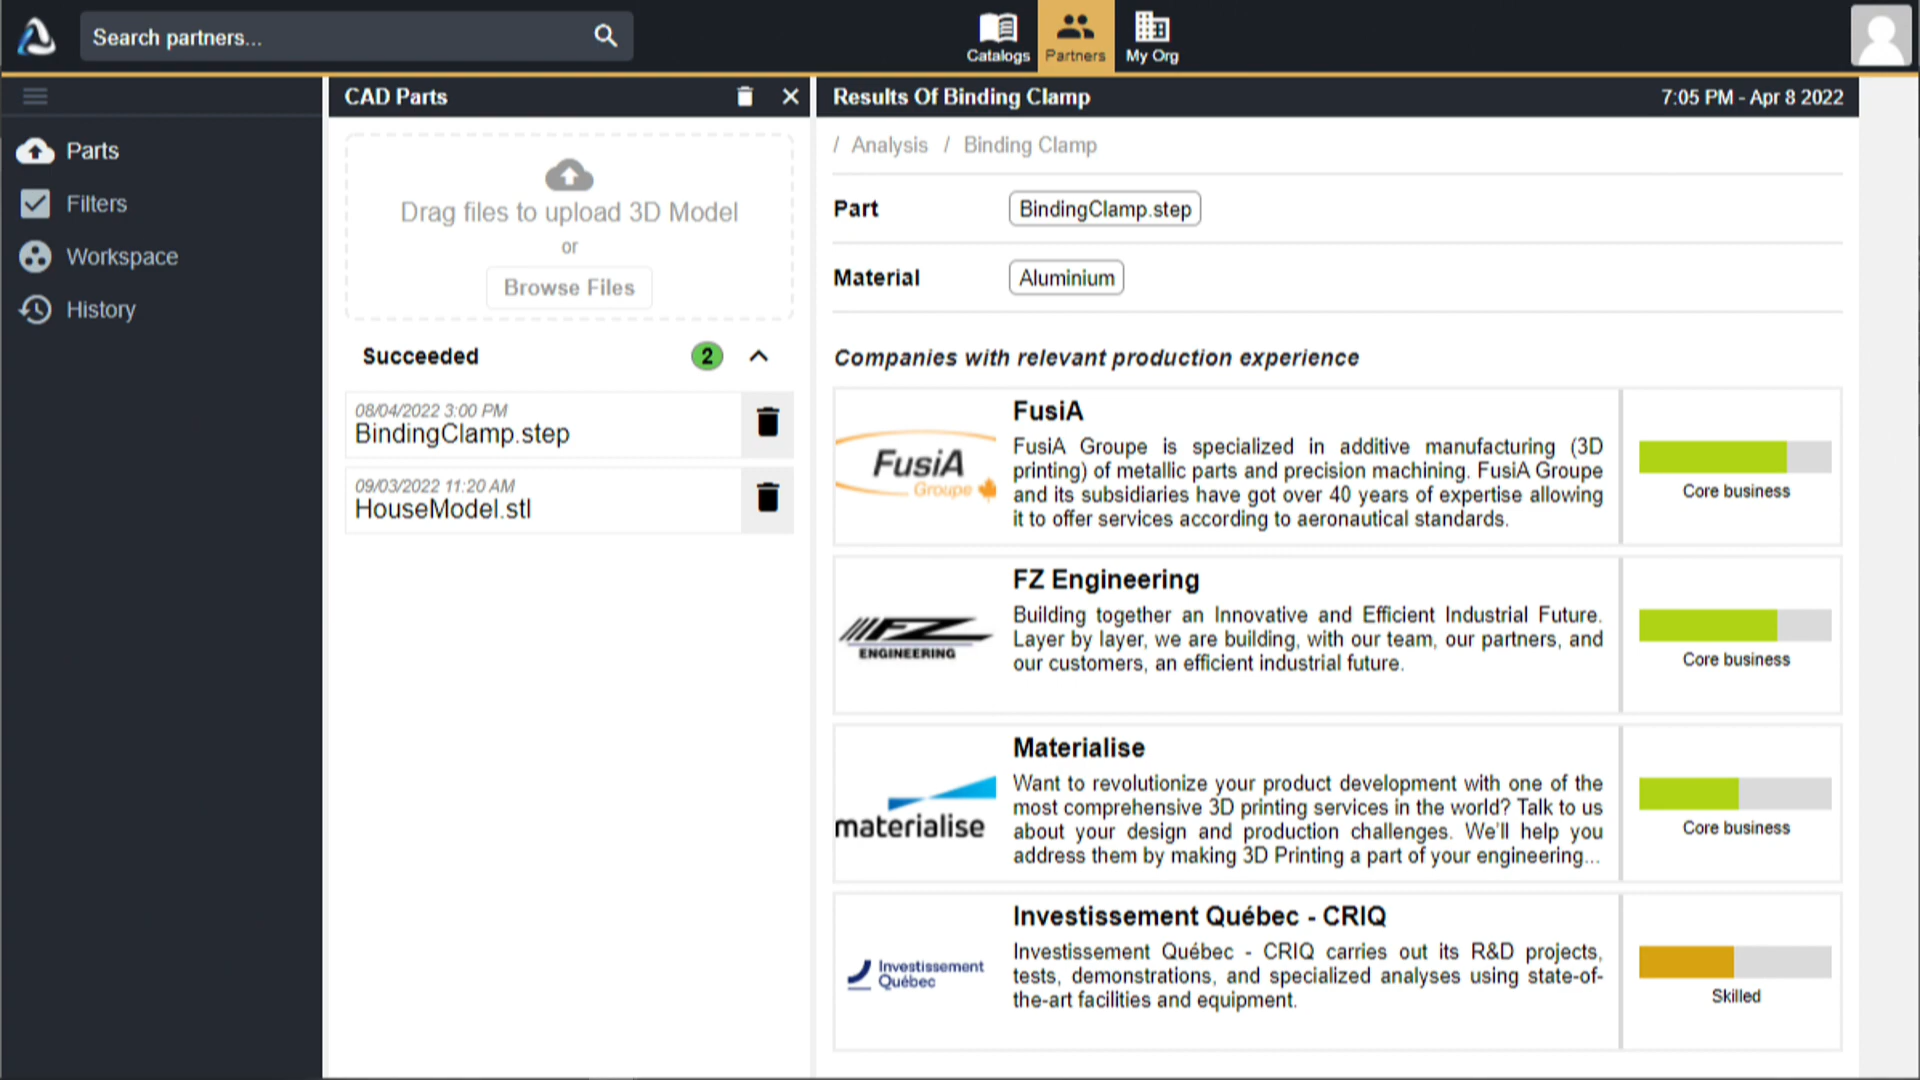 Search partners...
Catalogs
Partners
My Org
Parts
Filters
Workspace
History
CAD Parts
Drag files to upload 3D Model
or
Browse Files
Succeeded
2
08/04/2022 3:00 PM
BindingClamp.step
09/03/2022 11:20 AM
HouseModel.stl
Results Of Binding Clamp
7:05 PM - Apr 8 2022
/ Analysis / Binding Clamp
Part
BindingClamp.step
Material
Aluminium
Companies with relevant production experience
FusiA
Groupe
FusiA
FusiA Groupe is specialized in additive manufacturing (3D
printing) of metallic parts and precision machining. FusiA Groupe
and its subsidiaries have got over 40 years of expertise allowing
it to offer services according to aeronautical standards.
Core business
FZ
ENGINEERING
FZ Engineering
Building together an Innovative and Efficient Industrial Future.
Layer by layer, we are building, with our team, our partners, and
our customers, an efficient industrial future.
Core business
materialise
Materialise
Want to revolutionize your product development with one of the
most comprehensive 3D printing services in the world? Talk to us
about your design and production challenges. We'll help you
address them by making 3D Printing a part of your engineering...
Core business
Investissement
Québec
Investissement Québec - CRIQ
Investissement Québec - CRIQ carries out its R&D projects,
tests, demonstrations, and specialized analyses using state-of-
the-art facilities and equipment.
Skilled